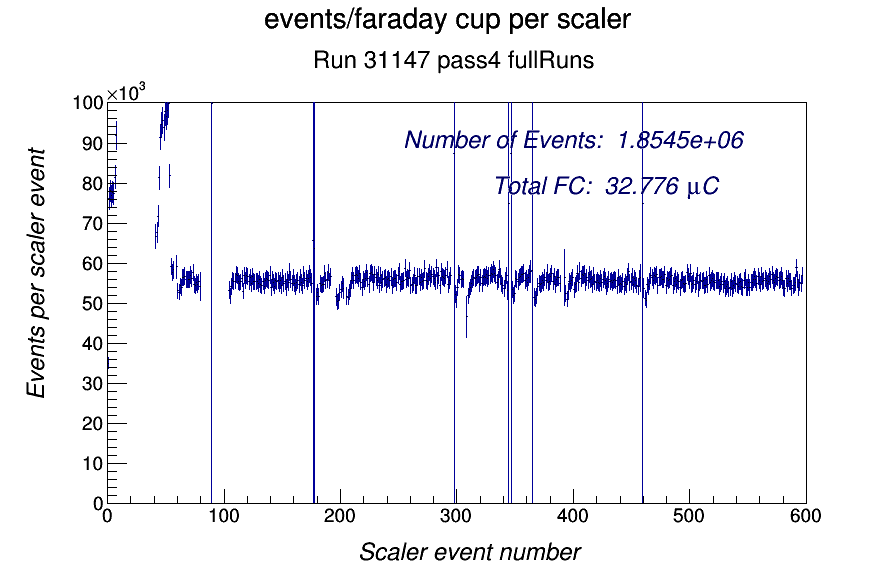 events/faraday cup per scaler
Run 31147 pass4 fullRuns
×10³
100
90
80
70
60
50
40
30
20
10
0
Number of Events: 1.8545e+06
Total FC: 32.776 μC
Events per scaler event
0 100 200 300 400 500 600
Scaler event number